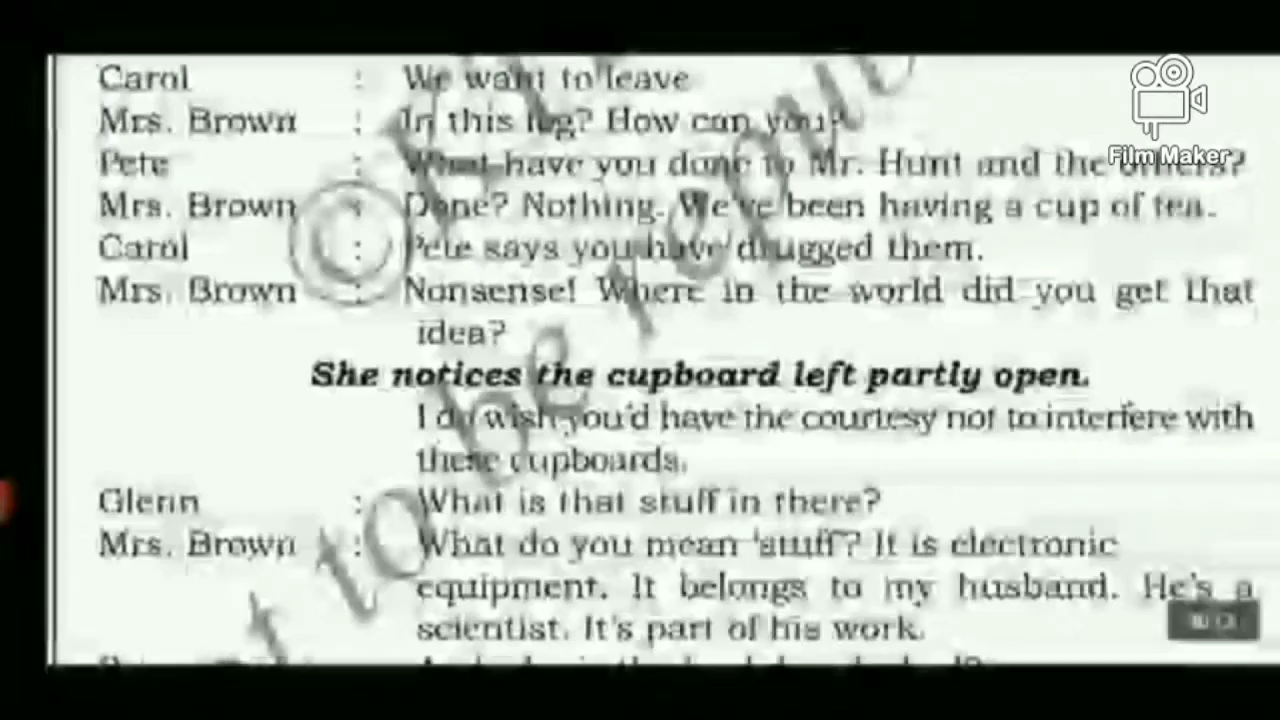 Carol : We want to leave
Mrs. Brown : In this fog? How can you?
Film Maker
Pete : What have you done to Mr. Hunt and the others?
Mrs. Brown : Done? Nothing. We've been having a cup of tea.
Carol : Pete says you have drugged them.
Mrs. Brown : Nonsense! Where in the world did you get that
idea?
She notices the cupboard left partly open.
I do wish you'd have the courtesy not to interfere with
these cupboards.
Glenn : What is that stuff in there?
Mrs. Brown : What do you mean 'stuff'? It is electronic
equipment. It belongs to my husband. He's a
scientist. It's part of his work.
©
to be repu